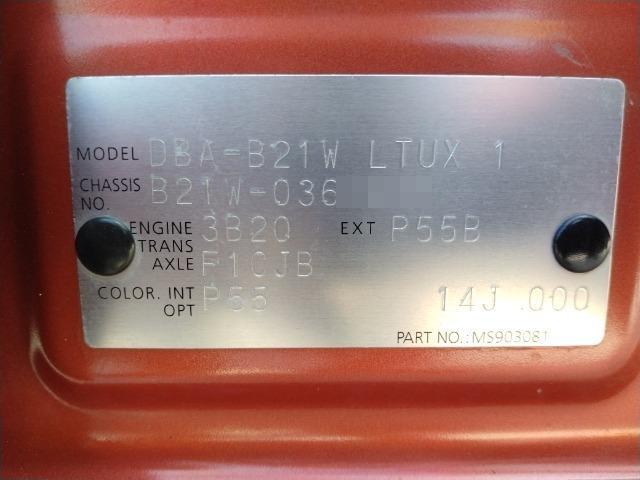 MODEL DBA-B21W LTUX 1
CHASSIS NO. B21W-036
ENGINE 3B20 EXT P55B
TRANS AXLE F1CJB
COLOR. INT P55
OPT 14J .000
PART NO.: MS903081